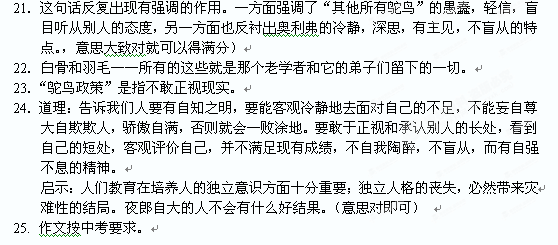 21. 这句话反复出现有强调的作用。一方面强调了“其他所有鸵鸟”的愚蠢，轻信，盲
目听从别人的态度，另一方面也反衬出奥利弗的冷静，深思，有主见，不盲从的特
点。，意思大致对就可以得满分）
22. 白骨和羽毛——所有的这些就是那个老学者和它的弟子们留下的一切。
23. “鸵鸟政策”是指不敢正视现实。
24. 道理：告诉我们人要有自知之明，要能客观冷静地去面对自己的不足，不能妄自尊
大自欺欺人，骄傲自满，否则就会一败涂地。要敢于正视和承认别人的长处，看到
自己的短处，客观评价自己，并不满足现有成绩，不自我陶醉，不盲从，而有自强
不息的精神。
启示：人们教育在培养人的独立意识方面十分重要；独立人格的丧失，必然带来灾
难性的结局。夜郎自大的人不会有什么好结果。（意思对即可）
25. 作文按中考要求。